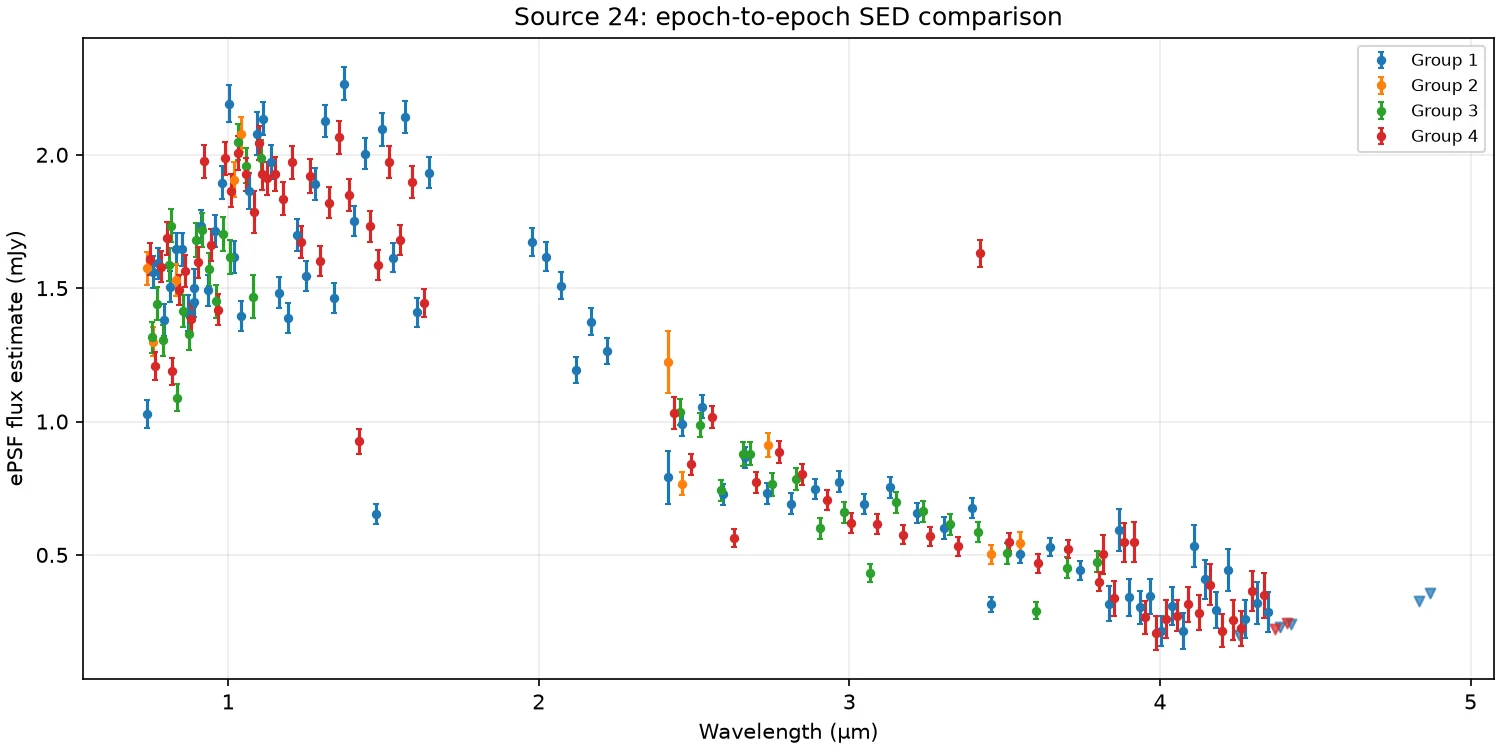 Source 24: epoch-to-epoch SED comparison
ePSF flux estimate (mJy)
2.0
1.5
1.0
0.5
1
2
3
4
5
Wavelength (µm)
Group 1
Group 2
Group 3
Group 4